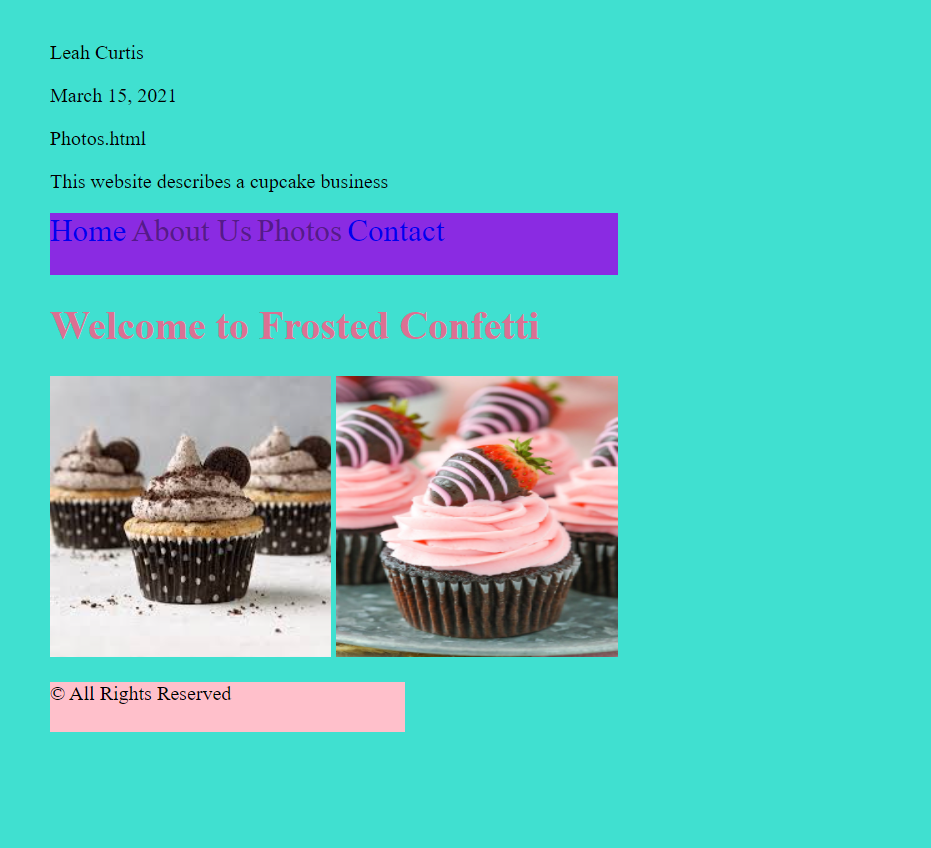 Leah Curtis
March 15, 2021
Photos.html
This website describes a cupcake business
Home About Us Photos Contact
Welcome to Frosted Confetti
© All Rights Reserved